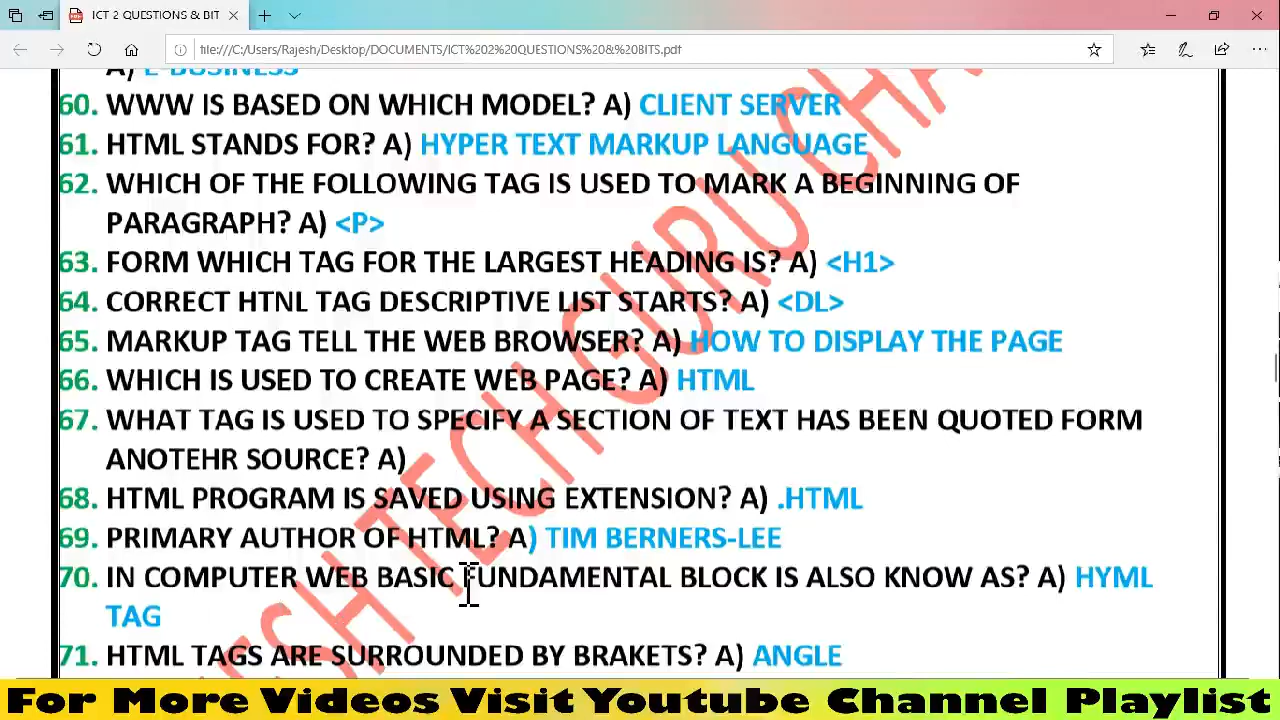 ICT 2 QUESTIONS & BIT
file:///C:/Users/Rajesh/Desktop/DOCUMENTS/ICT%202%20QUESTIONS%20&%20BITS.pdf
A) E-BUSINESS
60. WWW IS BASED ON WHICH MODEL? A) CLIENT SERVER
61. HTML STANDS FOR? A) HYPER TEXT MARKUP LANGUAGE
62. WHICH OF THE FOLLOWING TAG IS USED TO MARK A BEGINNING OF
PARAGRAPH? A) <P>
63. FORM WHICH TAG FOR THE LARGEST HEADING IS? A) <H1>
64. CORRECT HTNL TAG DESCRIPTIVE LIST STARTS? A) <DL>
65. MARKUP TAG TELL THE WEB BROWSER? A) HOW TO DISPLAY THE PAGE
66. WHICH IS USED TO CREATE WEB PAGE? A) HTML
67. WHAT TAG IS USED TO SPECIFY A SECTION OF TEXT HAS BEEN QUOTED FORM
ANOTEHR SOURCE? A)
68. HTML PROGRAM IS SAVED USING EXTENSION? A) .HTML
69. PRIMARY AUTHOR OF HTML? A) TIM BERNERS-LEE
70. IN COMPUTER WEB BASIC FUNDAMENTAL BLOCK IS ALSO KNOW AS? A) HYML
TAG
71. HTML TAGS ARE SURROUNDED BY BRAKETS? A) ANGLE
ESH TECH GURU CHA
For More Videos Visit Youtube Channel Playlist